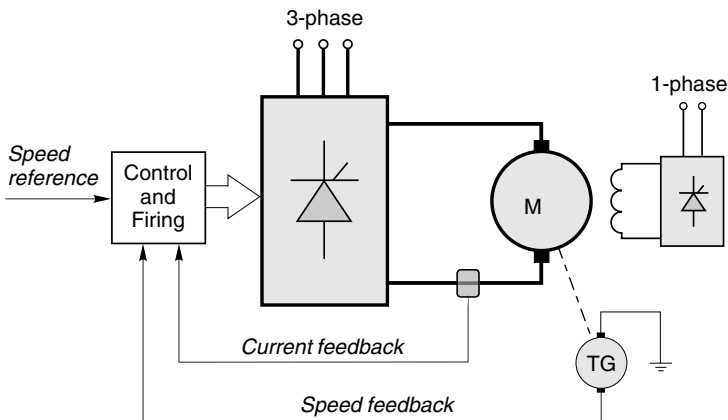 3-phase
1-phase
Speed
reference
Control
and
Firing
M
Current feedback
TG
Speed feedback